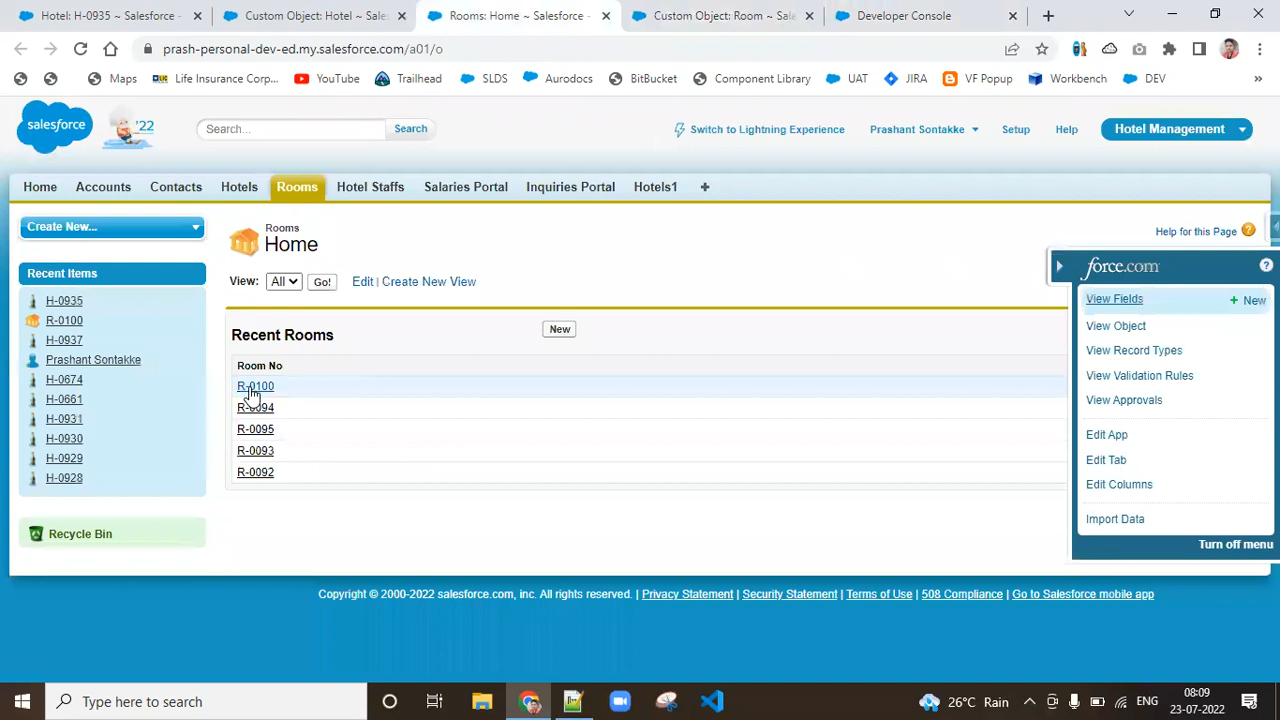 Hotel: H-0935 ~ Salesforce -
Custom Object: Hotel ~ Sale
Rooms: Home ~ Salesforce -
Custom Object: Room ~ Sale
Developer Console
prash-personal-dev-ed.my.salesforce.com/a01/o
Maps
Life Insurance Corp...
YouTube
Trailhead
SLDS
Aurodocs
BitBucket
Component Library
UAT
JIRA
VF Popup
Workbench
DEV
»
salesforce
'22
Search...
Search
Switch to Lightning Experience
Prashant Sontakke
Setup
Help
Hotel Management
Home
Accounts
Contacts
Hotels
Rooms
Hotel Staffs
Salaries Portal
Inquiries Portal
Hotels1
Create New...
Recent Items
H-0935
R-0100
H-0937
Prashant Sontakke
H-0674
H-0661
H-0931
H-0930
H-0929
H-0928
Recycle Bin
Rooms
Home
Help for this Page
View: All Go! Edit | Create New View
Recent Rooms
New
Room No
R-0100
R-0094
R-0095
R-0093
R-0092
force.com
View Fields
+ New
View Object
View Record Types
View Validation Rules
View Approvals
Edit App
Edit Tab
Edit Columns
Import Data
Turn off menu
Copyright © 2000-2022 salesforce.com, inc. All rights reserved. | Privacy Statement | Security Statement | Terms of Use | 508 Compliance | Go to Salesforce mobile app
Type here to search
26°C Rain
ENG
08:09
23-07-2022